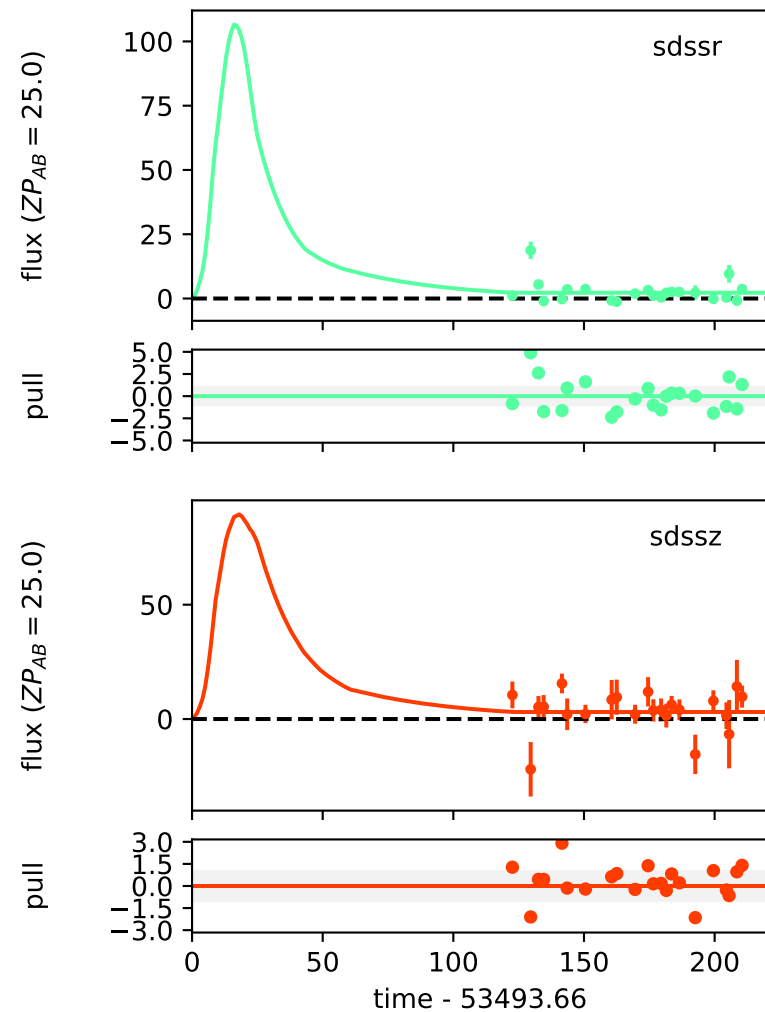 sdssr
flux (ZP_AB = 25.0)
100
75
50
25
0
pull
5.0
2.5
0.0
−2.5
−5.0
sdssz
flux (ZP_AB = 25.0)
50
0
pull
3.0
1.5
0.0
−1.5
−3.0
0 50 100 150 200
time - 53493.66